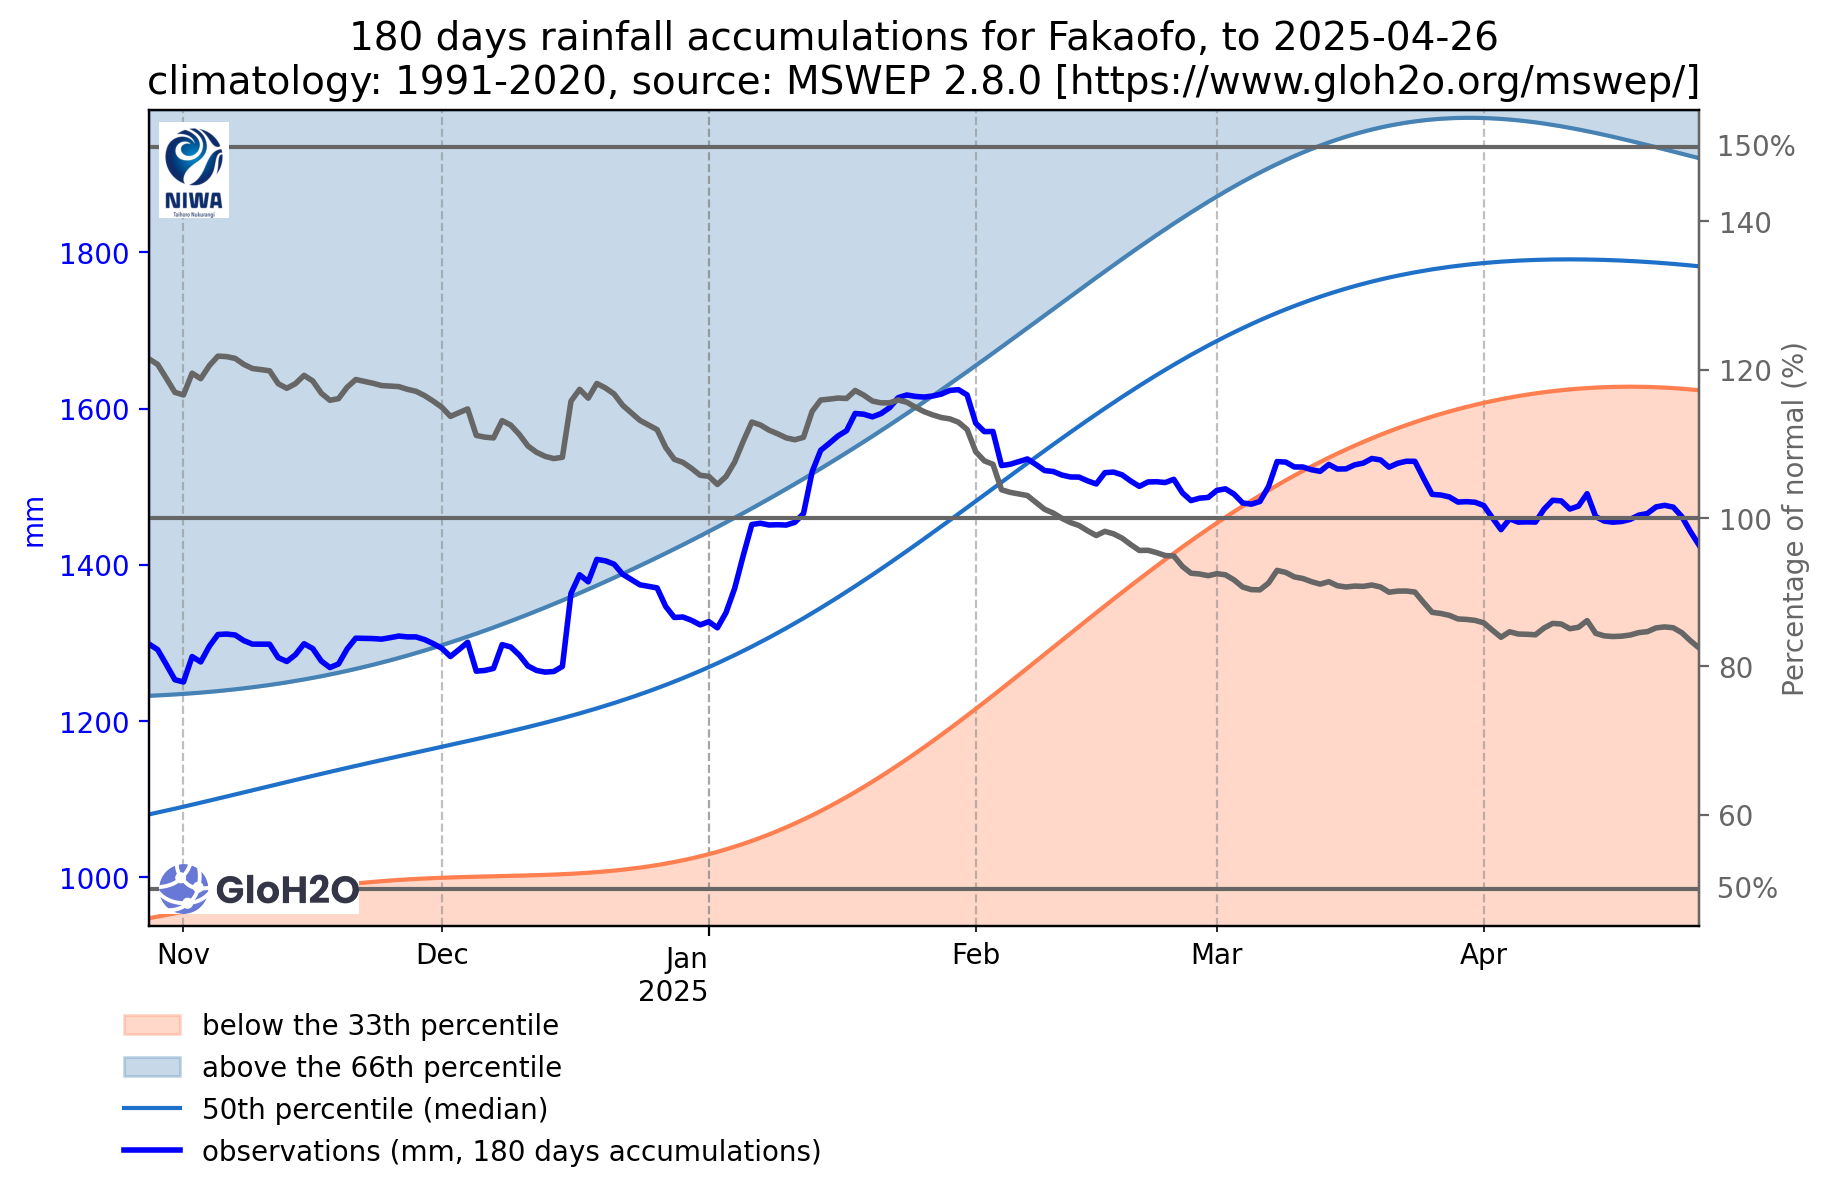 180 days rainfall accumulations for Fakaofo, to 2025-04-26
climatology: 1991-2020, source: MSWEP 2.8.0 [https://www.gloh2o.org/mswep/]
NIWA
Taihoro Nukurangi
150%
140
120
100
80
60
50%
Percentage of normal (%)
1800
1600
1400
1200
1000
mm
GloH2O
Nov
Dec
Jan
2025
Feb
Mar
Apr
below the 33th percentile
above the 66th percentile
50th percentile (median)
observations (mm, 180 days accumulations)